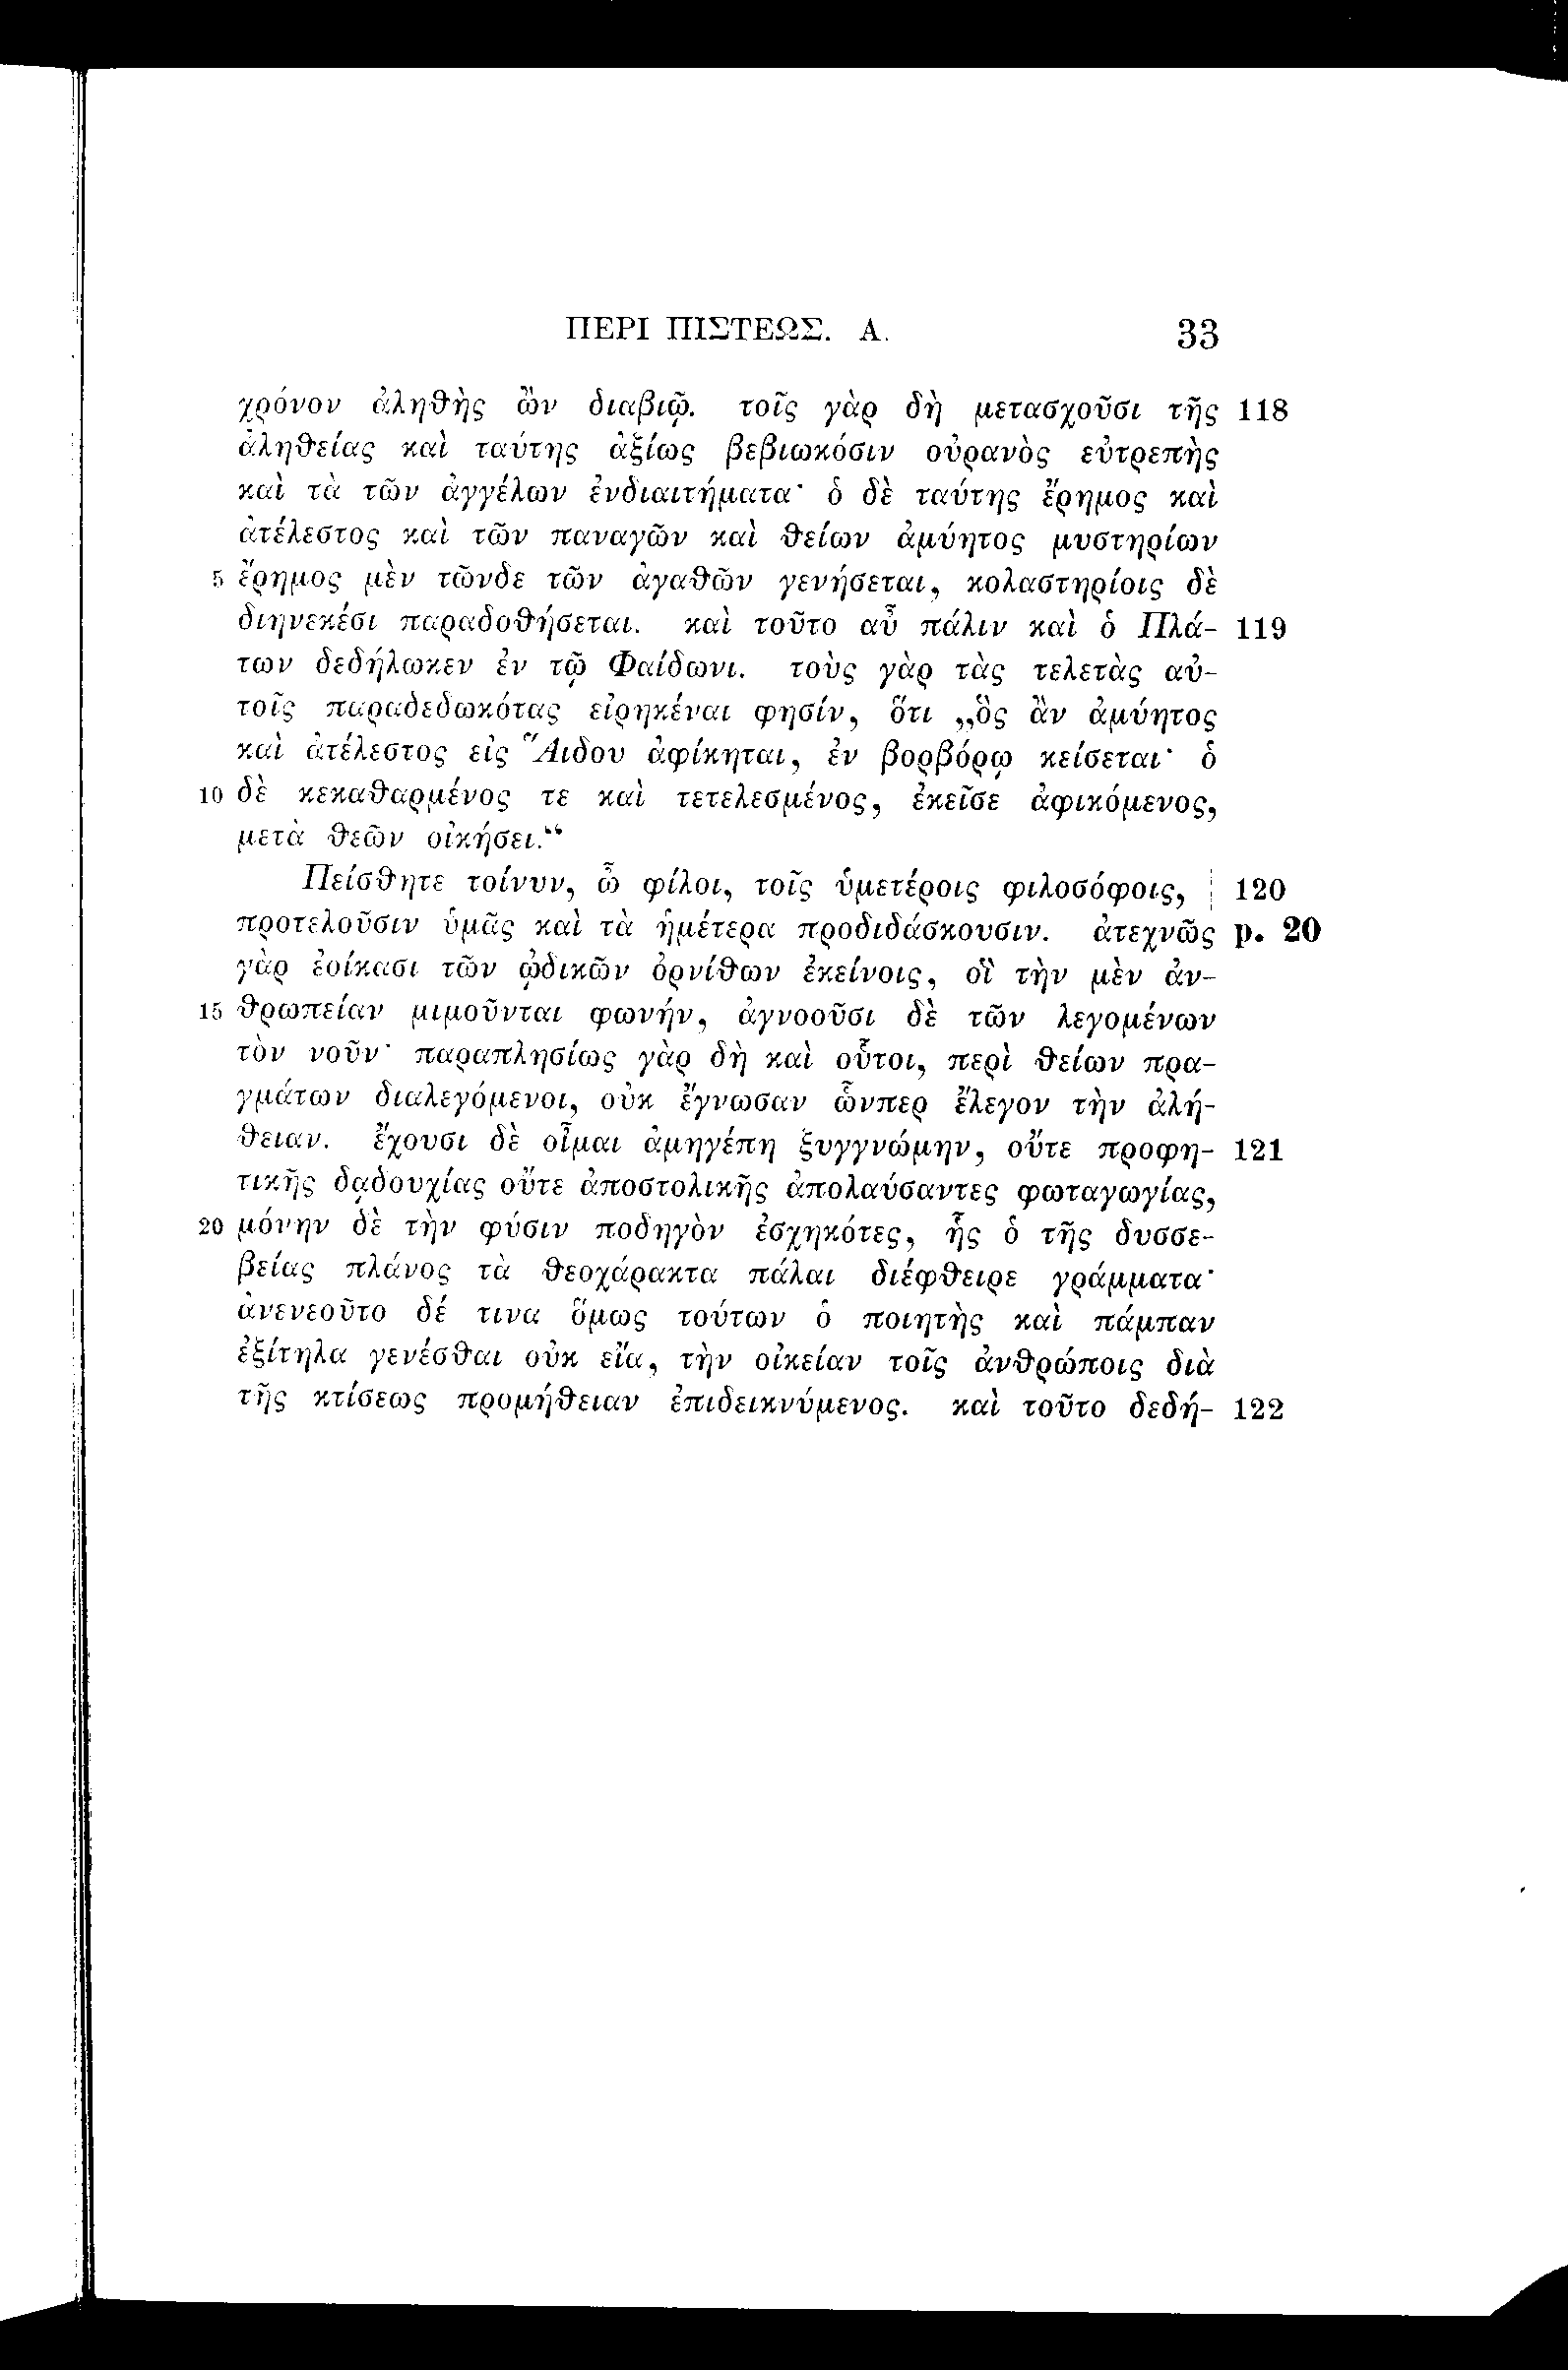 ΠΕΡΙ ΠΙΣΤΕΩΣ. Α. 33
χρόνον ἀληθὴς ὢν διαβιῷ. τοῖς γὰρ δὴ μετασχοῦσι τῆς 118
ἀληθείας καὶ ταύτης ἀξίως βεβιωκόσιν οὐρανὸς εὐτρεπὴς
καὶ τὰ τῶν ἀγγέλων ἐνδιαιτήματα· ὁ δὲ ταύτης ἔρημος καὶ
ἀτέλεστος καὶ τῶν παναγῶν καὶ θείων ἀμύητος μυστηρίων
5 ἔρημος μὲν τῶνδε τῶν ἀγαθῶν γενήσεται, κολαστηρίοις δὲ
διηνεκέσι παραδοθήσεται. καὶ τοῦτο αὖ πάλιν καὶ ὁ Πλά- 119
των δεδήλωκεν ἐν τῷ Φαίδωνι. τοὺς γὰρ τὰς τελετὰς αὐ-
τοῖς παραδεδωκότας εἰρηκέναι φησίν, ὅτι „ὃς ἂν ἀμύητος
καὶ ἀτέλεστος εἰς Ἅιδου ἀφίκηται, ἐν βορβόρῳ κείσεται· ὁ
10 δὲ κεκαθαρμένος τε καὶ τετελεσμένος, ἐκεῖσε ἀφικόμενος,
μετὰ θεῶν οἰκήσει.“
Πείσθητε τοίνυν, ὦ φίλοι, τοῖς ὑμετέροις φιλοσόφοις, ¦ 120
προτελοῦσιν ὑμᾶς καὶ τὰ ἡμέτερα προδιδάσκουσιν. ἀτεχνῶς p. 20
γὰρ ἐοίκασι τῶν ᾠδικῶν ὀρνίθων ἐκείνοις, οἳ τὴν μὲν ἀν-
15 θρωπείαν μιμοῦνται φωνήν, ἀγνοοῦσι δὲ τῶν λεγομένων
τὸν νοῦν· παραπλησίως γὰρ δὴ καὶ οὗτοι, περὶ θείων πρα-
γμάτων διαλεγόμενοι, οὐκ ἔγνωσαν ὧνπερ ἔλεγον τὴν ἀλή-
θειαν. ἔχουσι δὲ οἶμαι ἁμηγέπη ξυγγνώμην, οὔτε προφη- 121
τικῆς δᾳδουχίας οὔτε ἀποστολικῆς ἀπολαύσαντες φωταγωγίας,
20 μόνην δὲ τὴν φύσιν ποδηγὸν ἐσχηκότες, ἧς ὁ τῆς δυσσε-
βείας πλάνος τὰ θεοχάρακτα πάλαι διέφθειρε γράμματα·
ἀνενεοῦτο δέ τινα ὅμως τούτων ὁ ποιητὴς καὶ πάμπαν
ἐξίτηλα γενέσθαι οὐκ εἴα, τὴν οἰκείαν τοῖς ἀνθρώποις διὰ
τῆς κτίσεως προμήθειαν ἐπιδεικνύμενος. καὶ τοῦτο δεδή- 122